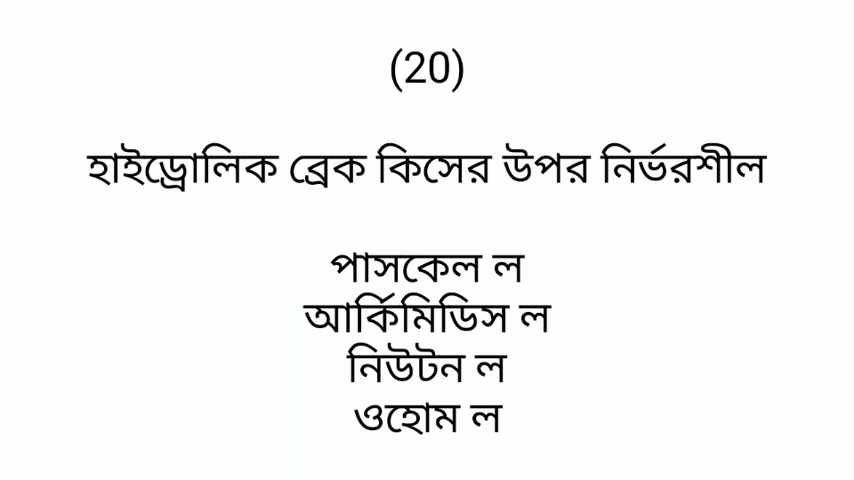 (20)
হাইড্রোলিক ব্রেক কিসের উপর নির্ভরশীল
পাসকেল ল
আর্কিমিডিস ল
নিউটন ল
ওহোম ল